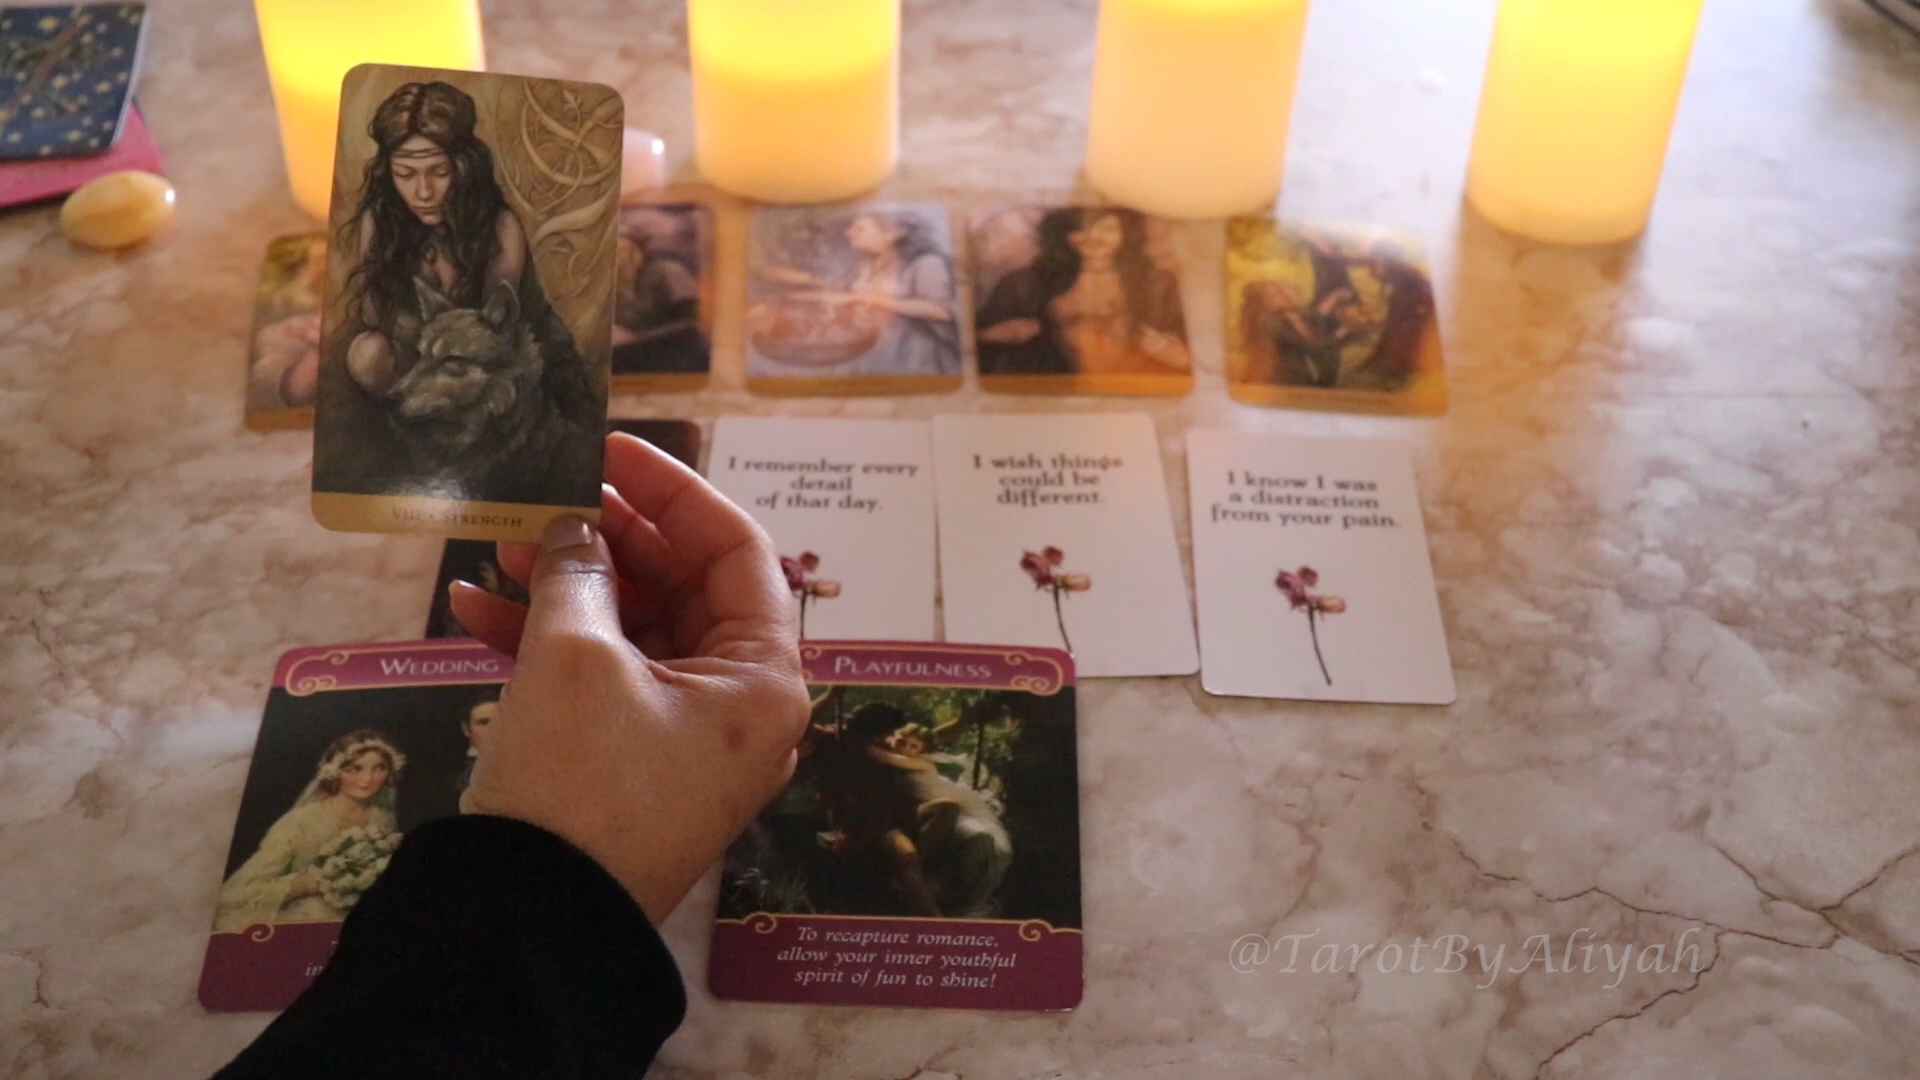 VIII • STRENGTH
I remember every
detail
of that day.
I wish things
could be
different.
I know I was
a distraction
from your pain.
WEDDING
PLAYFULNESS
To recapture romance,
allow your inner youthful
spirit of fun to shine!
@TarotByAliyah